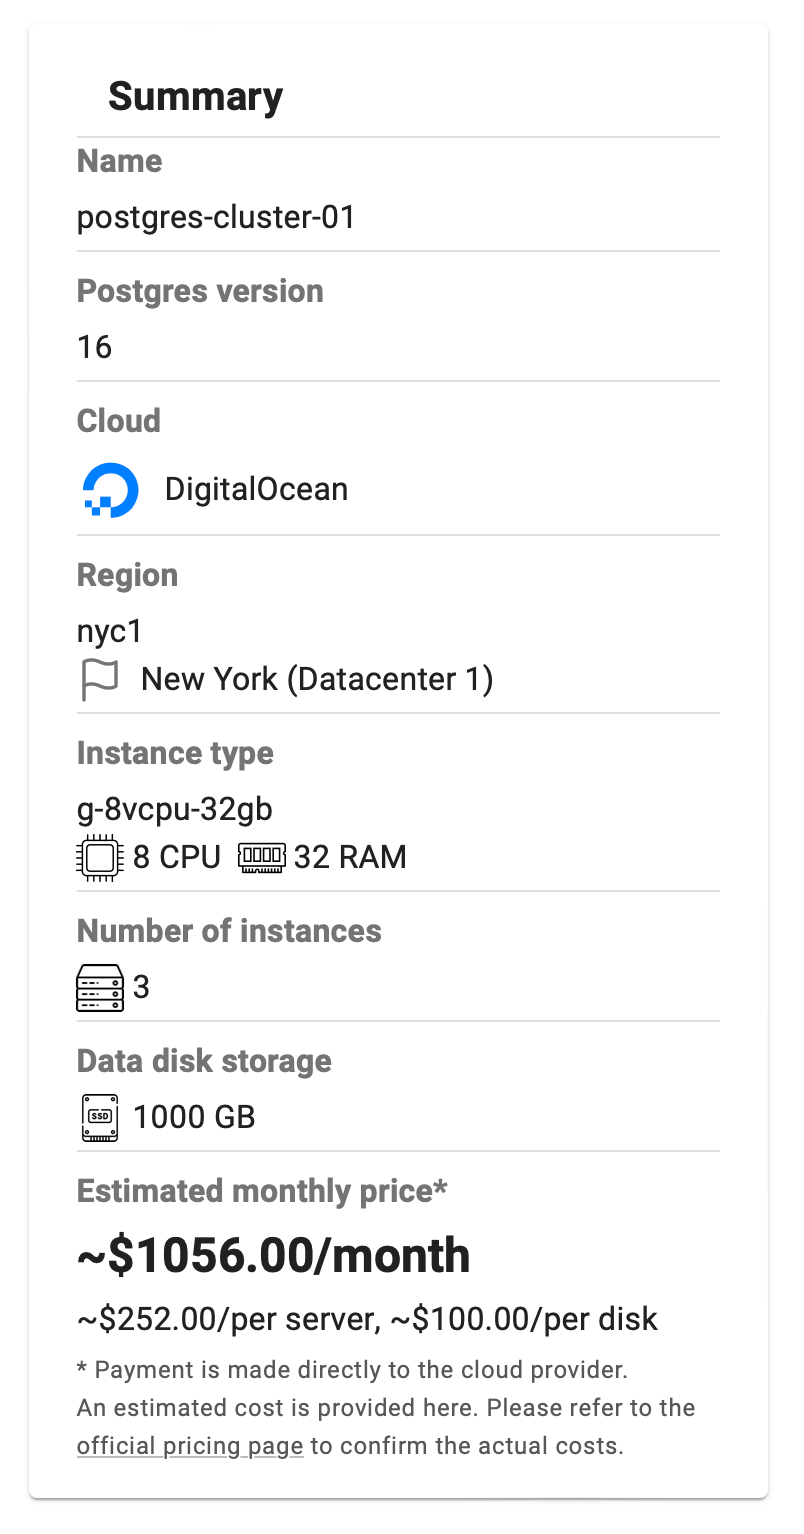 Summary
Name
postgres-cluster-01
Postgres version
16
Cloud
DigitalOcean
Region
nyc1
New York (Datacenter 1)
Instance type
g-8vcpu-32gb
8 CPU 32 RAM
Number of instances
3
Data disk storage
SSD 1000 GB
Estimated monthly price*
~$1056.00/month
~$252.00/per server, ~$100.00/per disk
* Payment is made directly to the cloud provider.
An estimated cost is provided here. Please refer to the
official pricing page to confirm the actual costs.